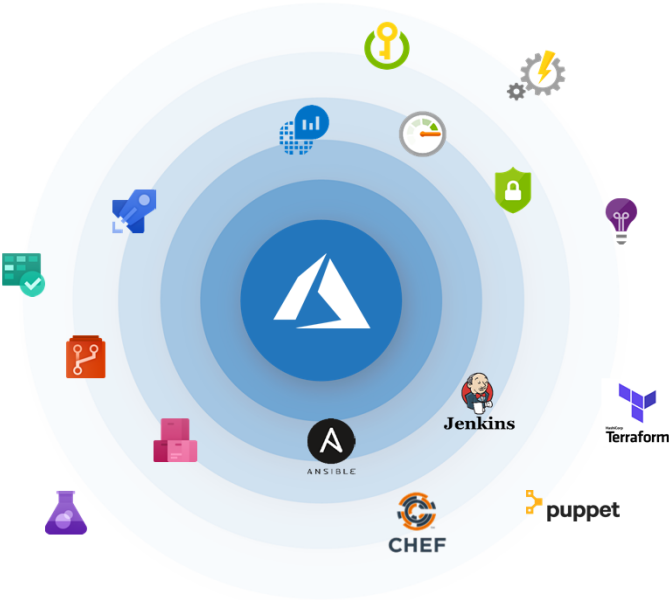 Jenkins
HashiCorp
Terraform
ANSIBLE
puppet
CHEF